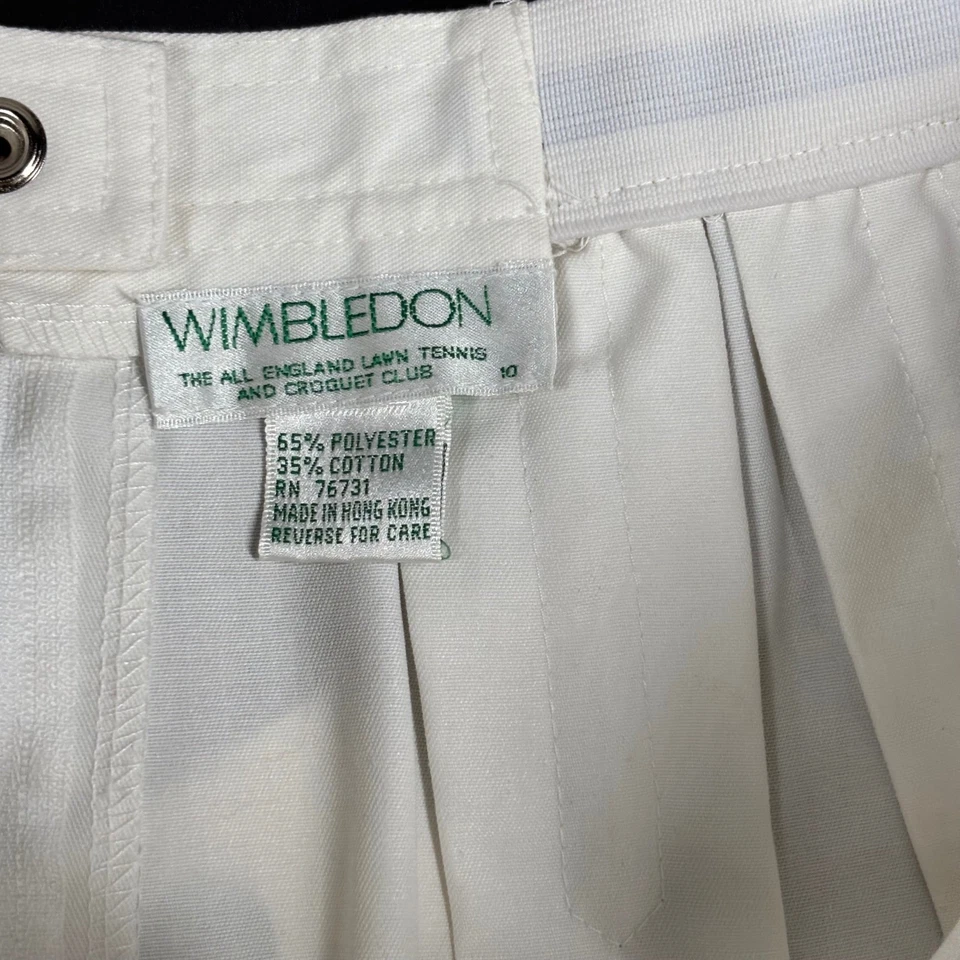 WIMBLEDON
THE ALL ENGLAND LAWN TENNIS
AND CROQUET CLUB 10
65% POLYESTER
35% COTTON
RN 76731
MADE IN HONG KONG
REVERSE FOR CARE